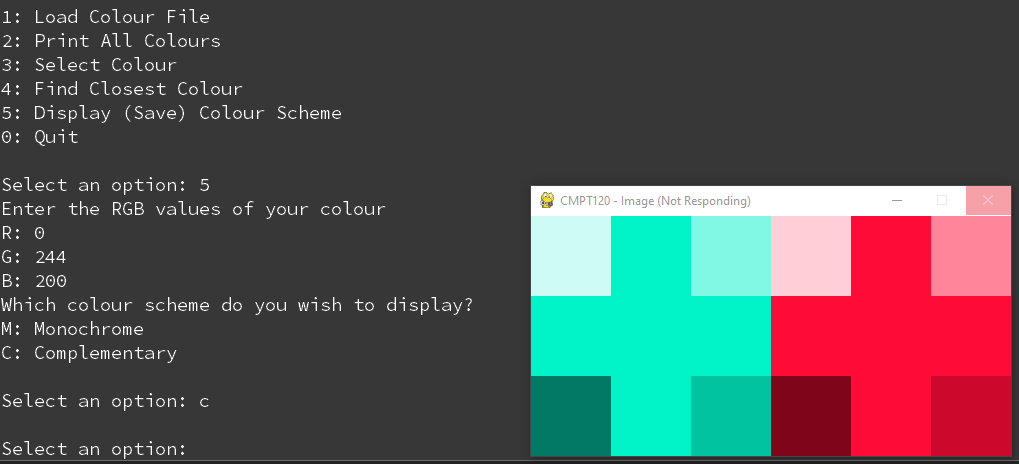 1: Load Colour File
2: Print All Colours
3: Select Colour
4: Find Closest Colour
5: Display (Save) Colour Scheme
0: Quit
Select an option: 5
Enter the RGB values of your colour
R: 0
G: 244
B: 200
Which colour scheme do you wish to display?
M: Monochrome
C: Complementary
Select an option: c
Select an option:
CMPT120 - Image (Not Responding)